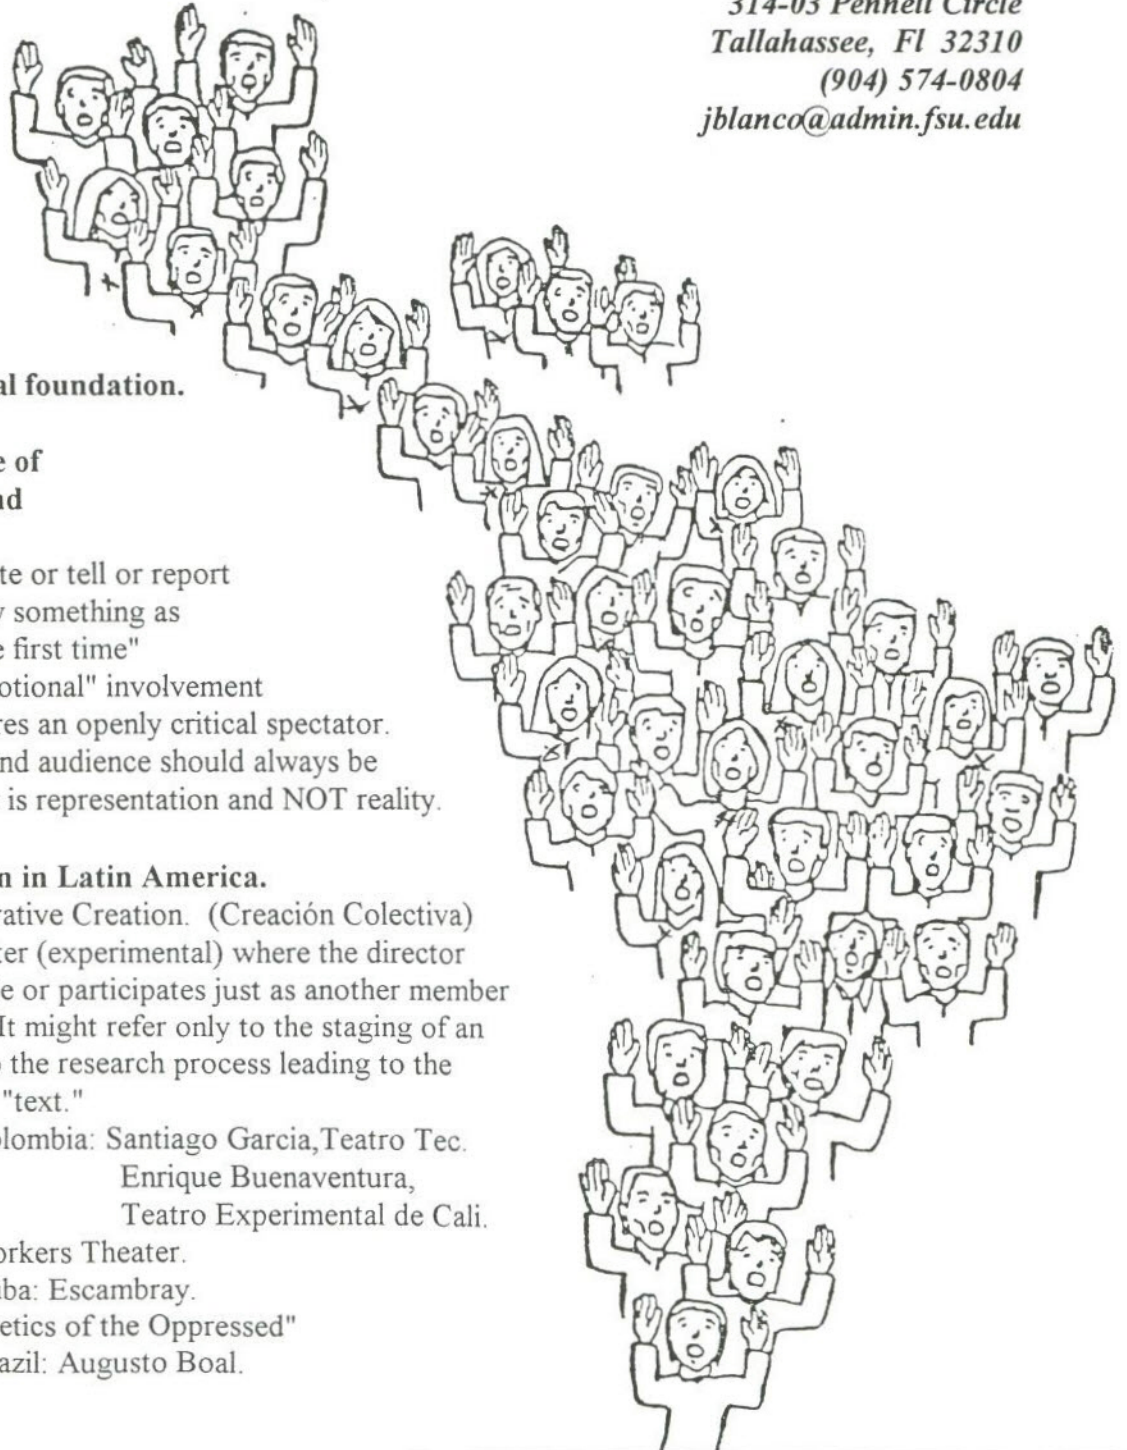 314-03 Pennell Circle
Tallahassee, Fl 32310
(904) 574-0804
jblanco@admin.fsu.edu
al foundation.
e of
nd
te or tell or report
y something as
e first time"
otional" involvement
res an openly critical spectator.
nd audience should always be
is representation and NOT reality.
n in Latin America.
rative Creation. (Creación Colectiva)
ter (experimental) where the director
e or participates just as another member
It might refer only to the staging of an
o the research process leading to the
"text."
olombia: Santiago Garcia,Teatro Tec.
Enrique Buenaventura,
Teatro Experimental de Cali.
orkers Theater.
uba: Escambray.
etics of the Oppressed"
azil: Augusto Boal.